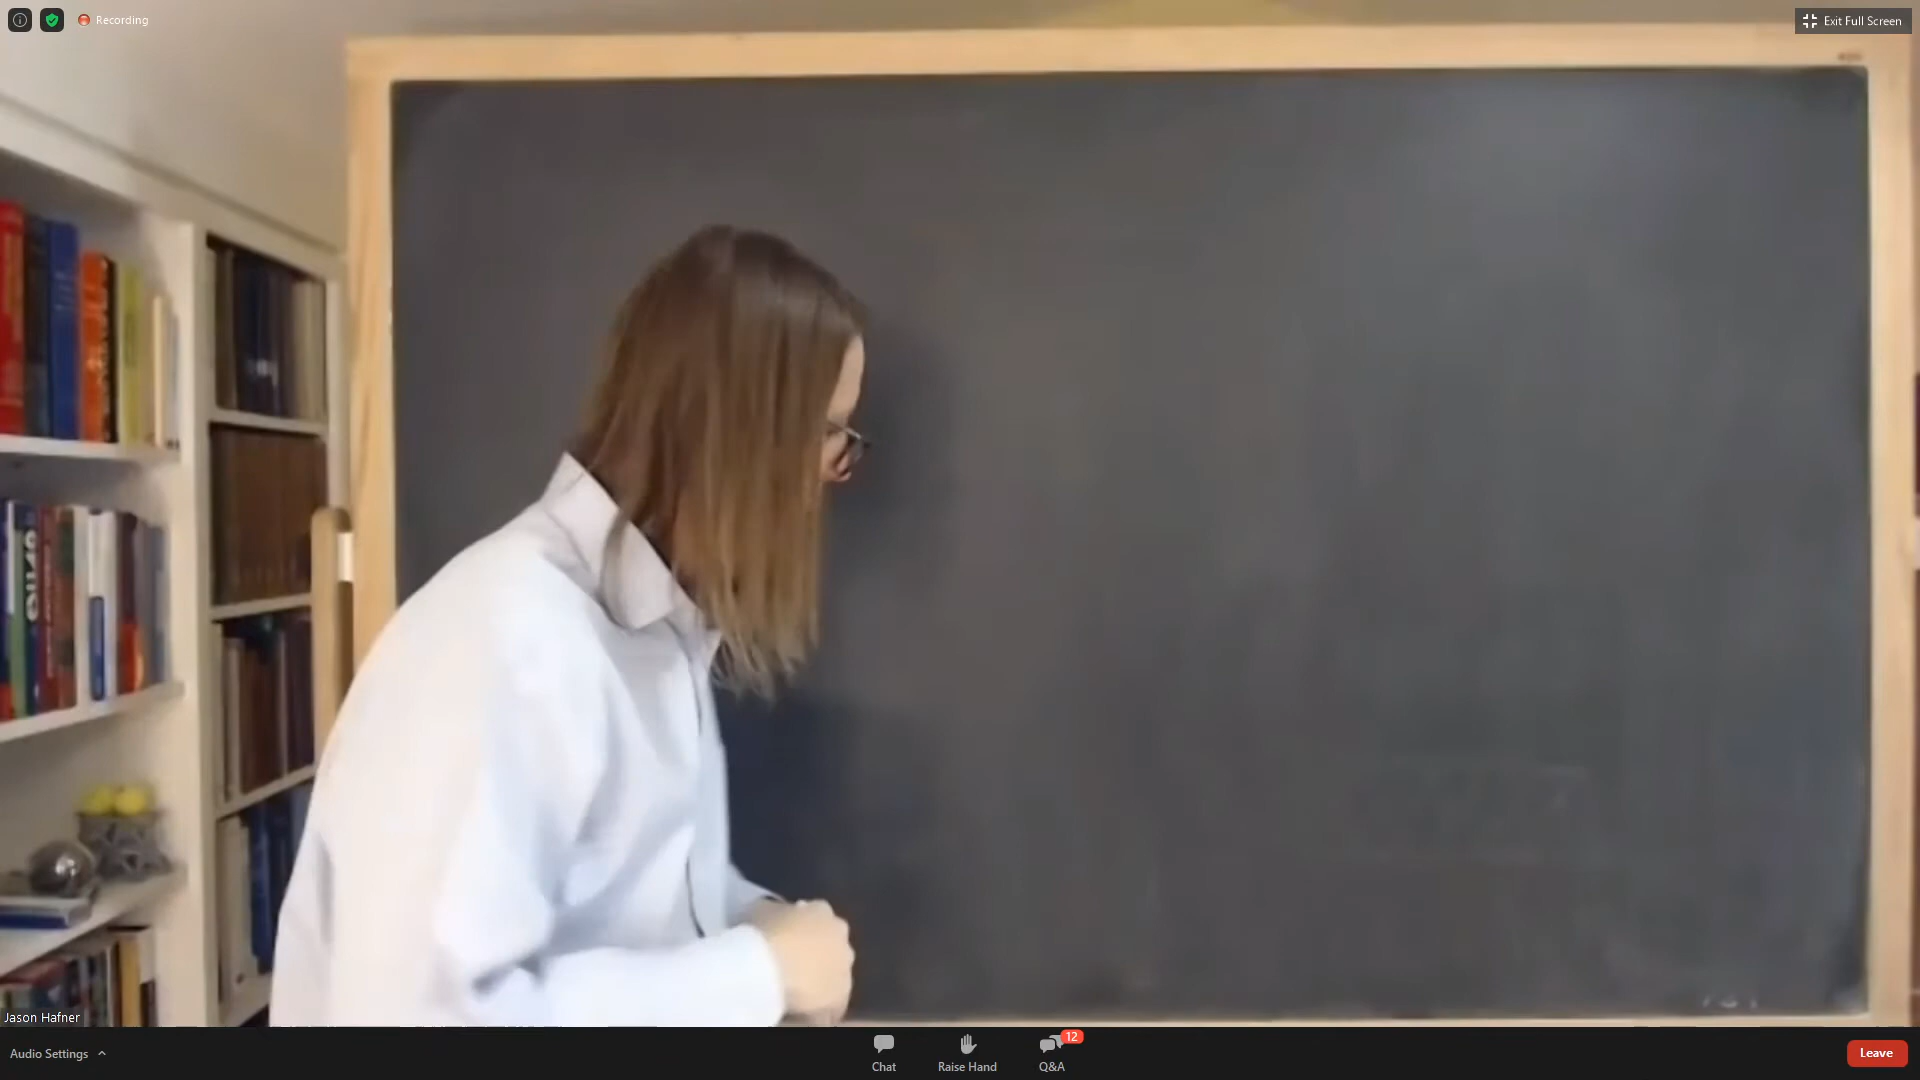 Recording
Exit Full Screen
Jason Hafner
Audio Settings
Chat
Raise Hand
Q&A
12
Leave